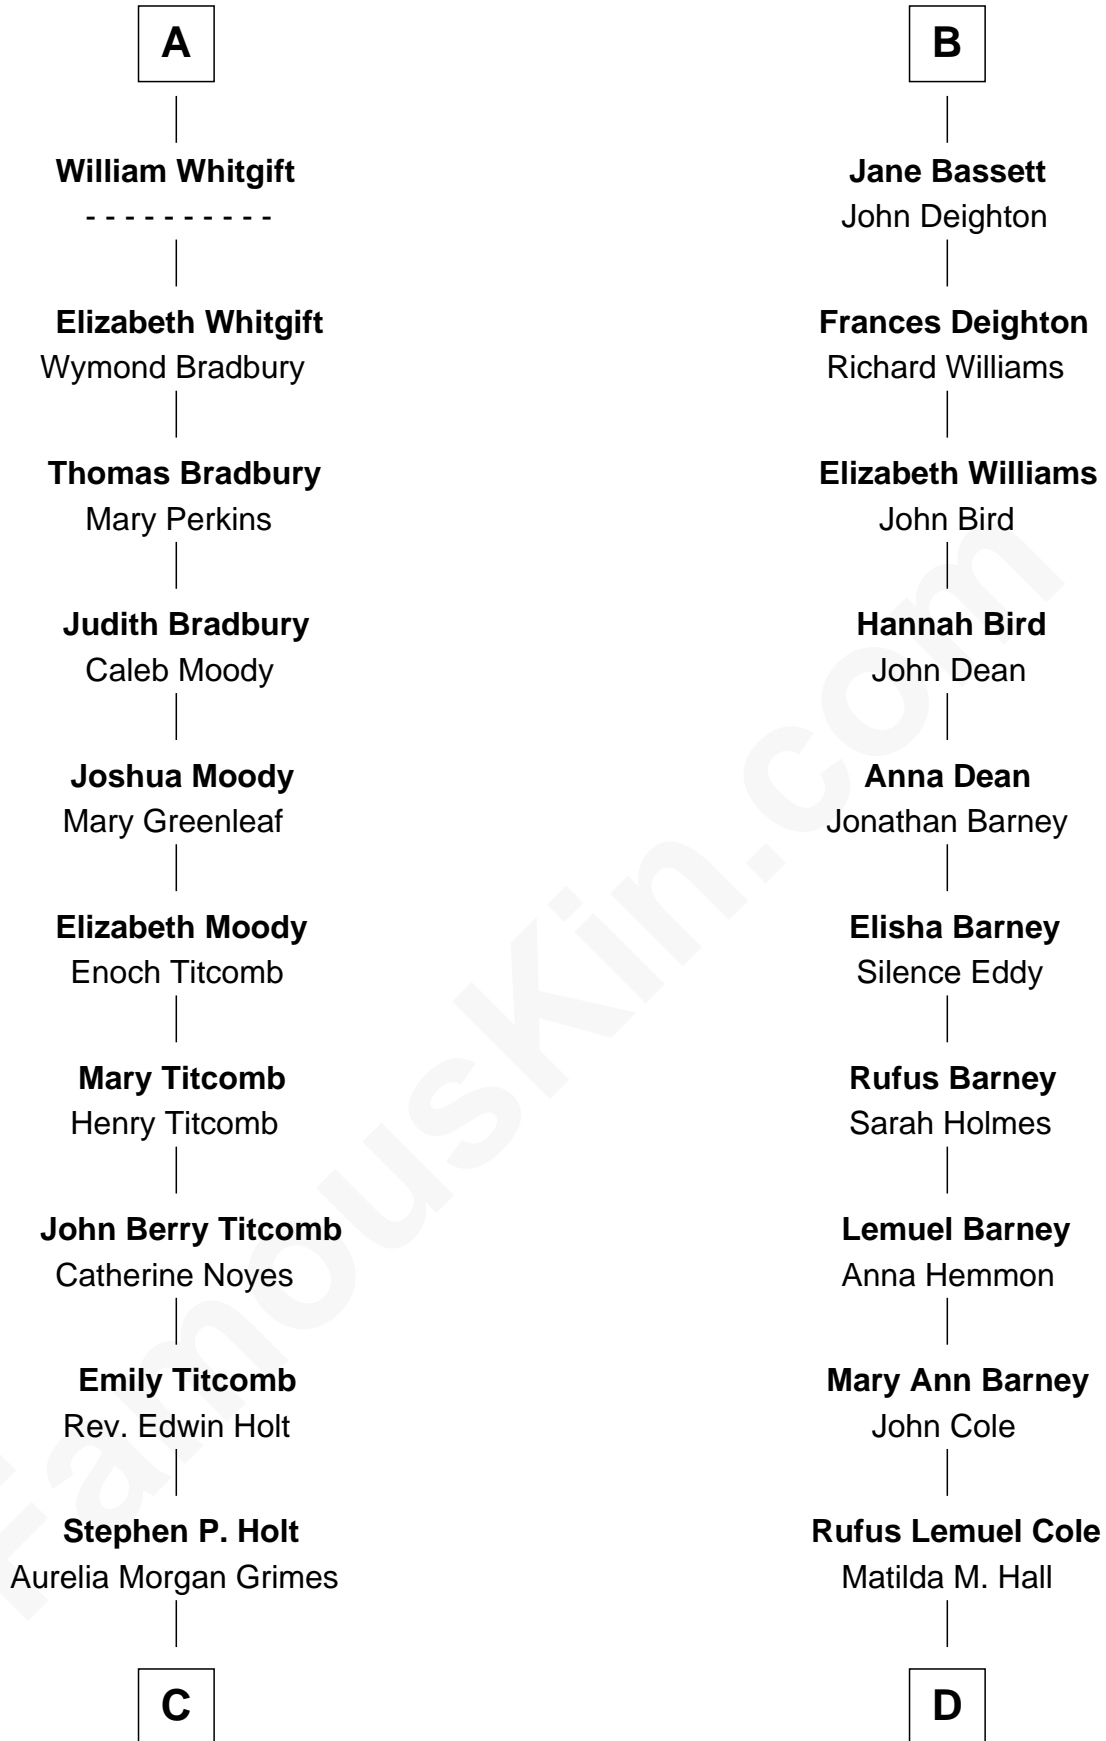 A
William Whitgift
- - - - - - - - - -
Elizabeth Whitgift
Wymond Bradbury
Thomas Bradbury
Mary Perkins
Judith Bradbury
Caleb Moody
Joshua Moody
Mary Greenleaf
Elizabeth Moody
Enoch Titcomb
Mary Titcomb
Henry Titcomb
John Berry Titcomb
Catherine Noyes
Emily Titcomb
Rev. Edwin Holt
Stephen P. Holt
Aurelia Morgan Grimes
C
B
Jane Bassett
John Deighton
Frances Deighton
Richard Williams
Elizabeth Williams
John Bird
Hannah Bird
John Dean
Anna Dean
Jonathan Barney
Elisha Barney
Silence Eddy
Rufus Barney
Sarah Holmes
Lemuel Barney
Anna Hemmon
Mary Ann Barney
John Cole
Rufus Lemuel Cole
Matilda M. Hall
D
FamousKin.com